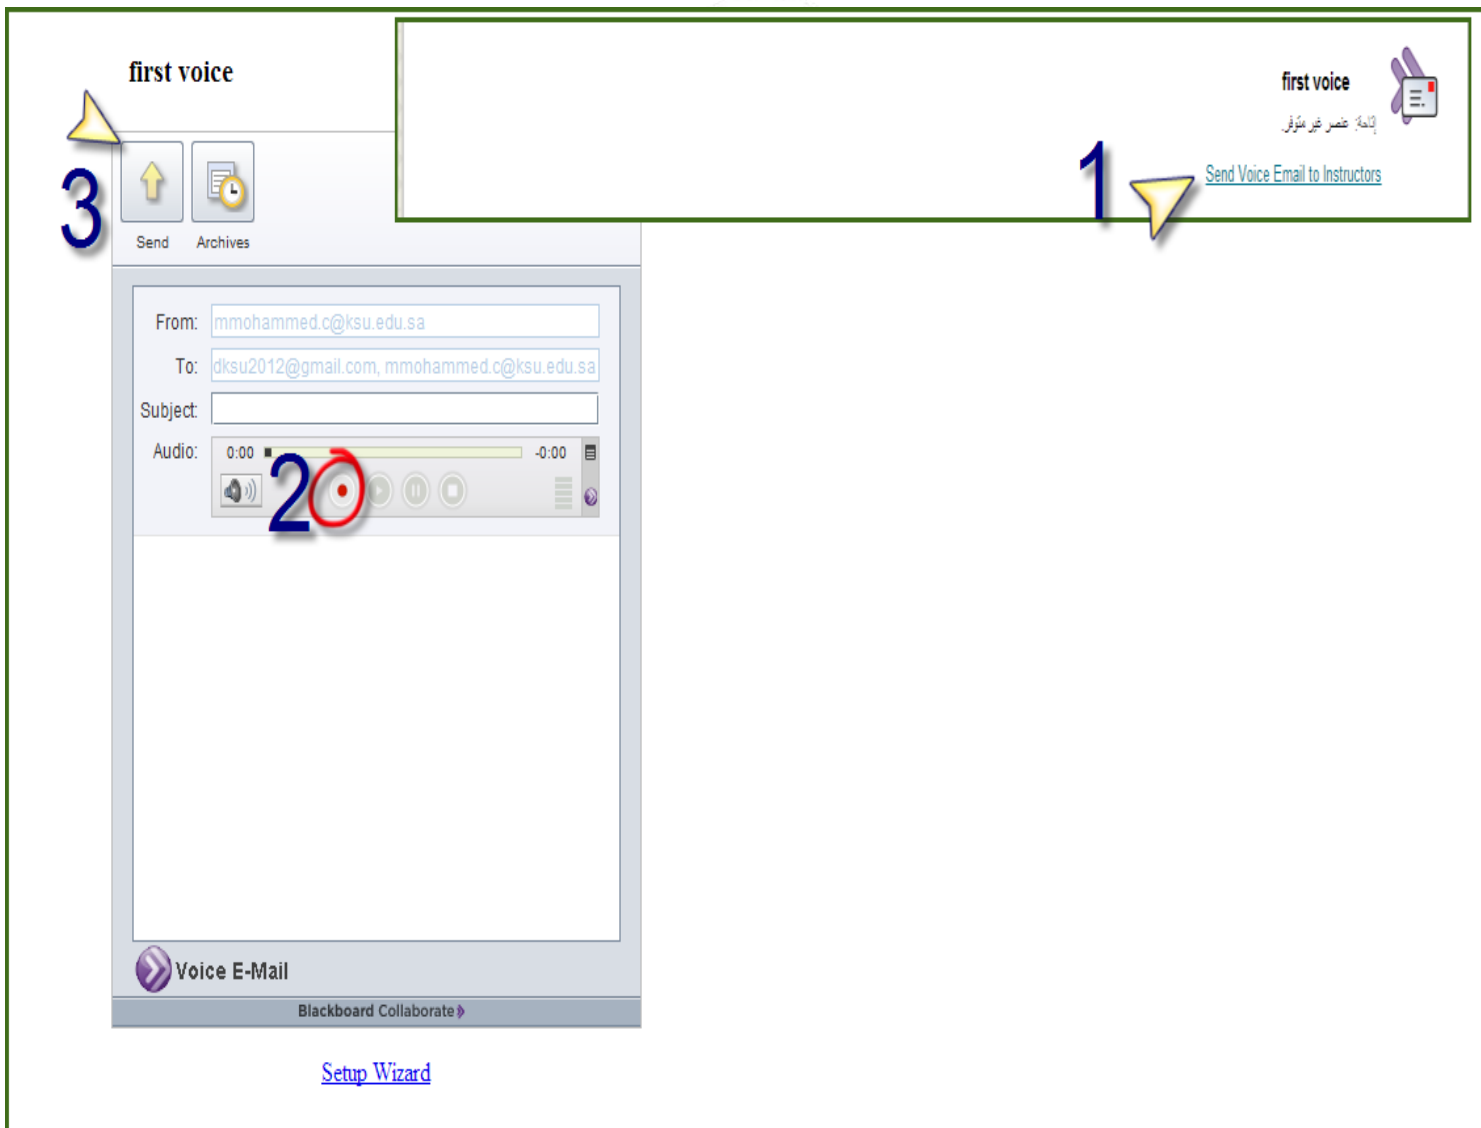 first voice
first voice
إتاحة: عنصر غير متوفر.
1
Send Voice Email to Instructors
3
Send Archives
From: mmohammed.c@ksu.edu.sa
To: dksu2012@gmail.com, mmohammed.c@ksu.edu.sa
Subject:
Audio: 0:00 -0:00
2
Voice E-Mail
Blackboard Collaborate
Setup Wizard